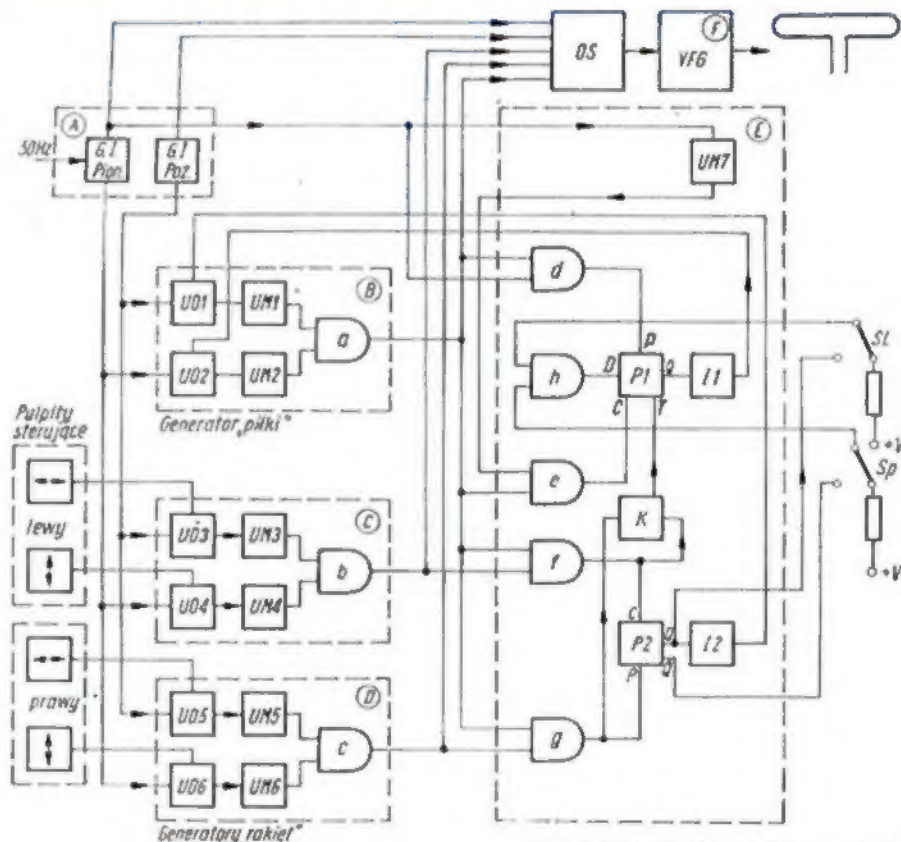 OS
VFG
F
A
50Hz
G.I
Pion.
G.I
Poz.
E
UM7
B
UO1
UM1
a
UO2
UM2
Generator „piłki"
d
P
h
D
P1
Q
I1
C
T
SL
+V
Sp
+V
Pulpity
sterujące
lewy
C
UO3
UM3
b
UO4
UM4
e
K
f
C
P2
Q
Q
I2
P
prawy
D
UO5
UM5
c
UO6
UM6
g
Generatory rakiet"